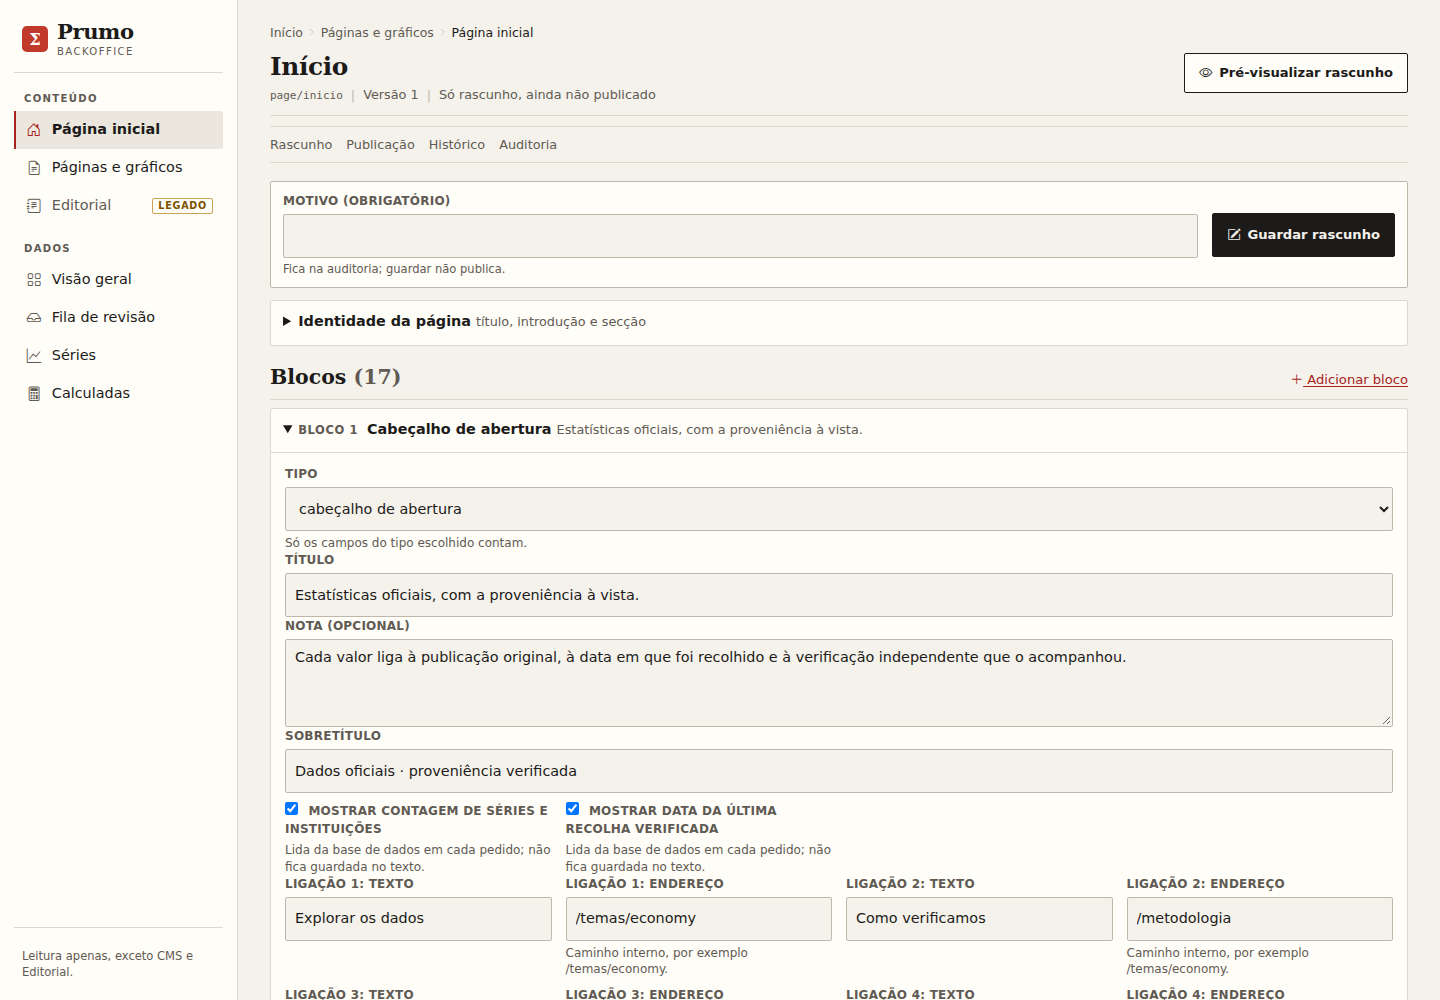 Σ Prumo
BACKOFFICE
CONTEÚDO
Página inicial
Páginas e gráficos
Editorial LEGADO
DADOS
Visão geral
Fila de revisão
Séries
Calculadas
Leitura apenas, exceto CMS e
Editorial.
Início › Páginas e gráficos › Página inicial
Início
page/inicio | Versão 1 | Só rascunho, ainda não publicado
Pré-visualizar rascunho
Rascunho Publicação Histórico Auditoria
MOTIVO (OBRIGATÓRIO)
Guardar rascunho
Fica na auditoria; guardar não publica.
Identidade da página título, introdução e secção
Blocos (17)
+ Adicionar bloco
BLOCO 1 Cabeçalho de abertura Estatísticas oficiais, com a proveniência à vista.
TIPO
cabeçalho de abertura
Só os campos do tipo escolhido contam.
TÍTULO
Estatísticas oficiais, com a proveniência à vista.
NOTA (OPCIONAL)
Cada valor liga à publicação original, à data em que foi recolhido e à verificação independente que o acompanhou.
SOBRETÍTULO
Dados oficiais · proveniência verificada
MOSTRAR CONTAGEM DE SÉRIES E
INSTITUIÇÕES
Lida da base de dados em cada pedido; não
fica guardada no texto.
MOSTRAR DATA DA ÚLTIMA
RECOLHA VERIFICADA
Lida da base de dados em cada pedido; não
fica guardada no texto.
LIGAÇÃO 1: TEXTO
Explorar os dados
LIGAÇÃO 1: ENDEREÇO
/temas/economy
Caminho interno, por exemplo
/temas/economy.
LIGAÇÃO 2: TEXTO
Como verificamos
LIGAÇÃO 2: ENDEREÇO
/metodologia
Caminho interno, por exemplo
/temas/economy.
LIGAÇÃO 3: TEXTO
LIGAÇÃO 3: ENDEREÇO
LIGAÇÃO 4: TEXTO
LIGAÇÃO 4: ENDEREÇO